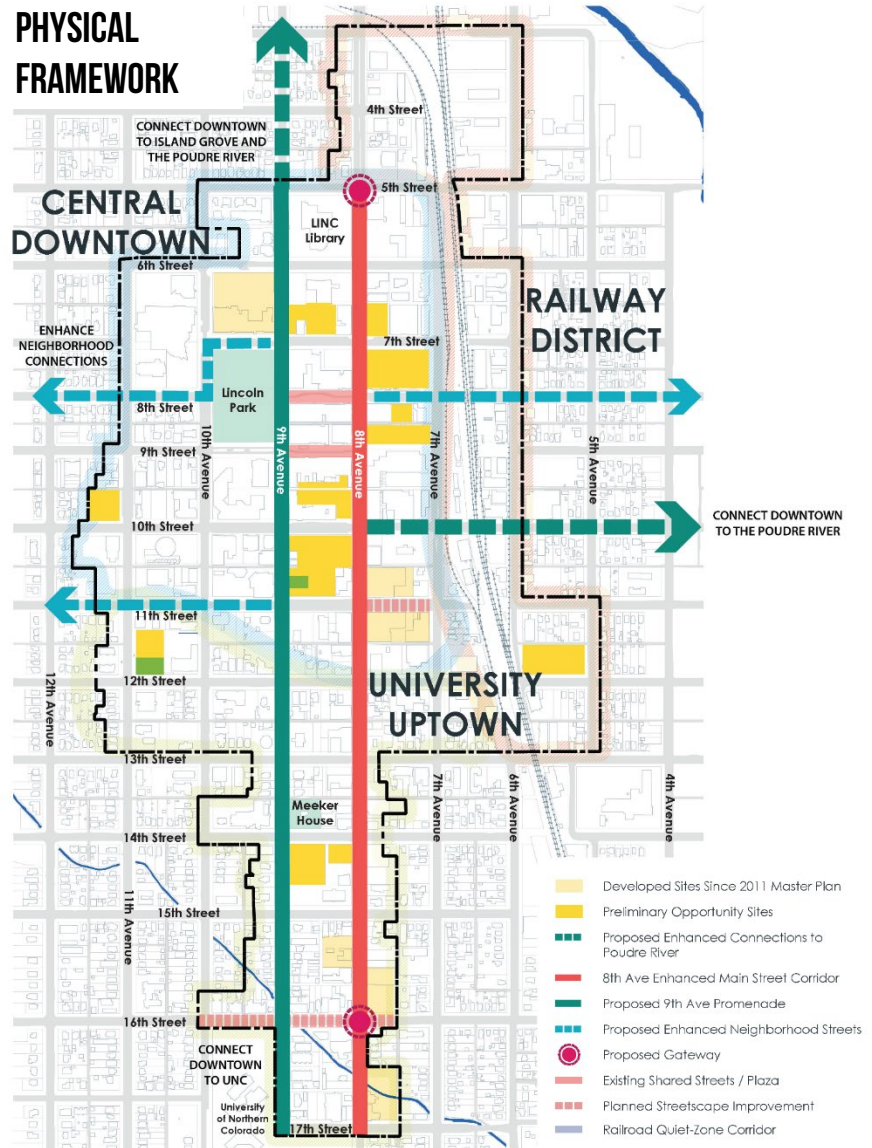 PHYSICAL
FRAMEWORK
CONNECT DOWNTOWN
TO ISLAND GROVE AND
THE POUDRE RIVER
4th Street
5th Street
CENTRAL
DOWNTOWN
LINC
Library
6th Street
RAILWAY
DISTRICT
ENHANCE
NEIGHBORHOOD
CONNECTIONS
7th Street
Lincoln
Park
8th Street
10th Avenue
9th Avenue
8th Avenue
7th Avenue
5th Avenue
9th Street
10th Street
CONNECT DOWNTOWN
TO THE POUDRE RIVER
11th Street
12th Street
12th Avenue
UNIVERSITY
UPTOWN
13th Street
7th Avenue
6th Avenue
4th Avenue
Meeker
House
14th Street
11th Avenue
15th Street
16th Street
CONNECT
DOWNTOWN
TO UNC
University
of Northern
Colorado
17th Street
Developed Sites Since 2011 Master Plan
Preliminary Opportunity Sites
Proposed Enhanced Connections to
Poudre River
8th Ave Enhanced Main Street Corridor
Proposed 9th Ave Promenade
Proposed Enhanced Neighborhood Streets
Proposed Gateway
Existing Shared Streets / Plaza
Planned Streetscape Improvement
Railroad Quiet-Zone Corridor